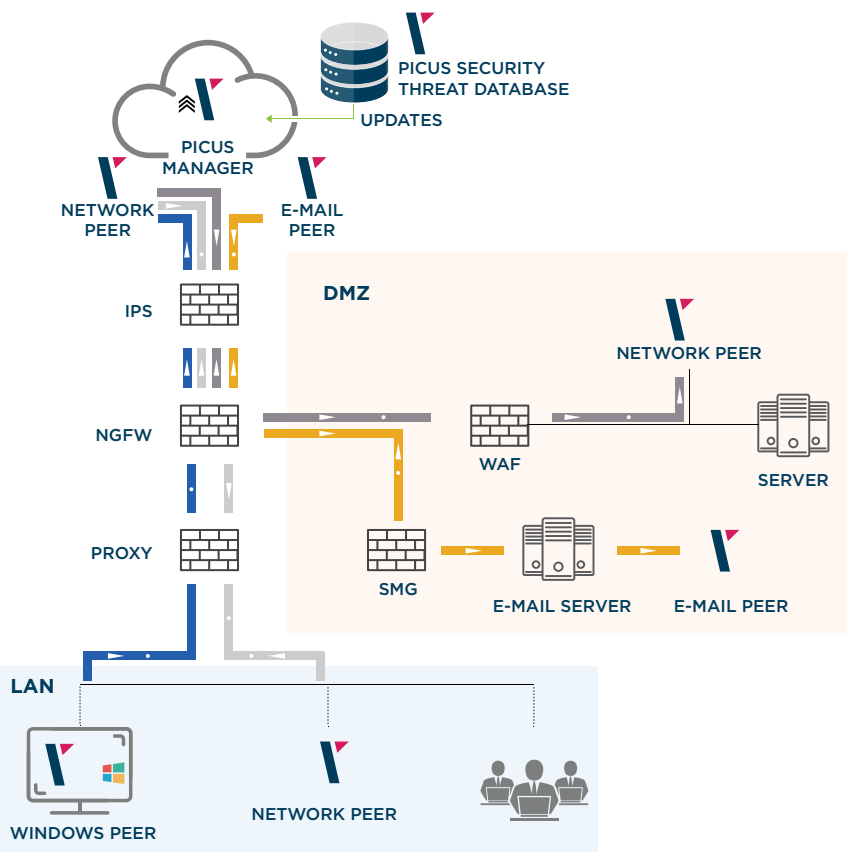 PICUS SECURITY
THREAT DATABASE
UPDATES
PICUS
MANAGER
NETWORK
PEER
E-MAIL
PEER
IPS
DMZ
NETWORK PEER
NGFW
WAF
SERVER
PROXY
SMG
E-MAIL SERVER
E-MAIL PEER
LAN
WINDOWS PEER
NETWORK PEER